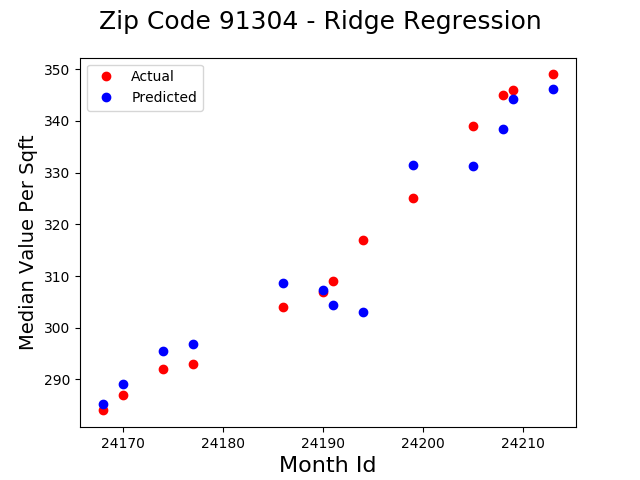 Zip Code 91304 - Ridge Regression
Actual
Predicted
Median Value Per Sqft
350
340
330
320
310
300
290
24170
24180
24190
24200
24210
Month Id